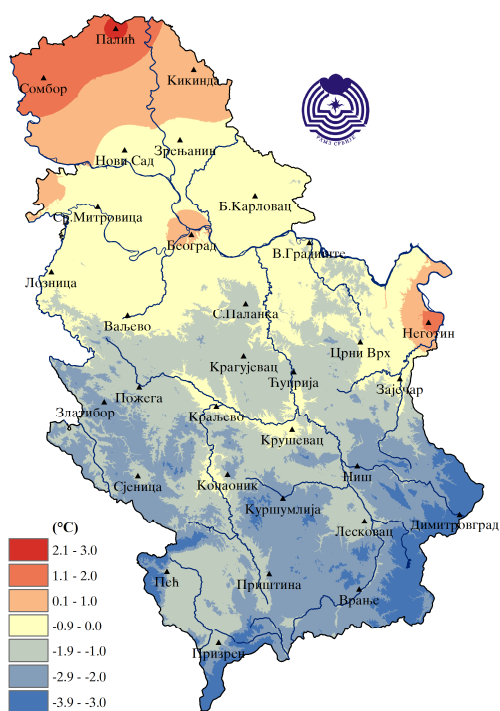 Палић
Кикинда
Сомбор
Зрењанин
Нови Сад
РХМЗ СРБИЈЕ
Б.Карловац
Ср.Митровица
Београд
В.Градиште
Лозница
С.Паланка
Ваљево
Неготин
Црни Врх
Крагујевац
Ћуприја
Зајечар
Пожега
Златибор
Краљево
Крушевац
Ниш
Сјеница
Копаоник
Куршумлија
Димитровград
Лесковац
(°C)
2.1 - 3.0
1.1 - 2.0
0.1 - 1.0
-0.9 - 0.0
-1.9 - -1.0
-2.9 - -2.0
-3.9 - -3.0
Пећ
Приштина
Врање
Призрен